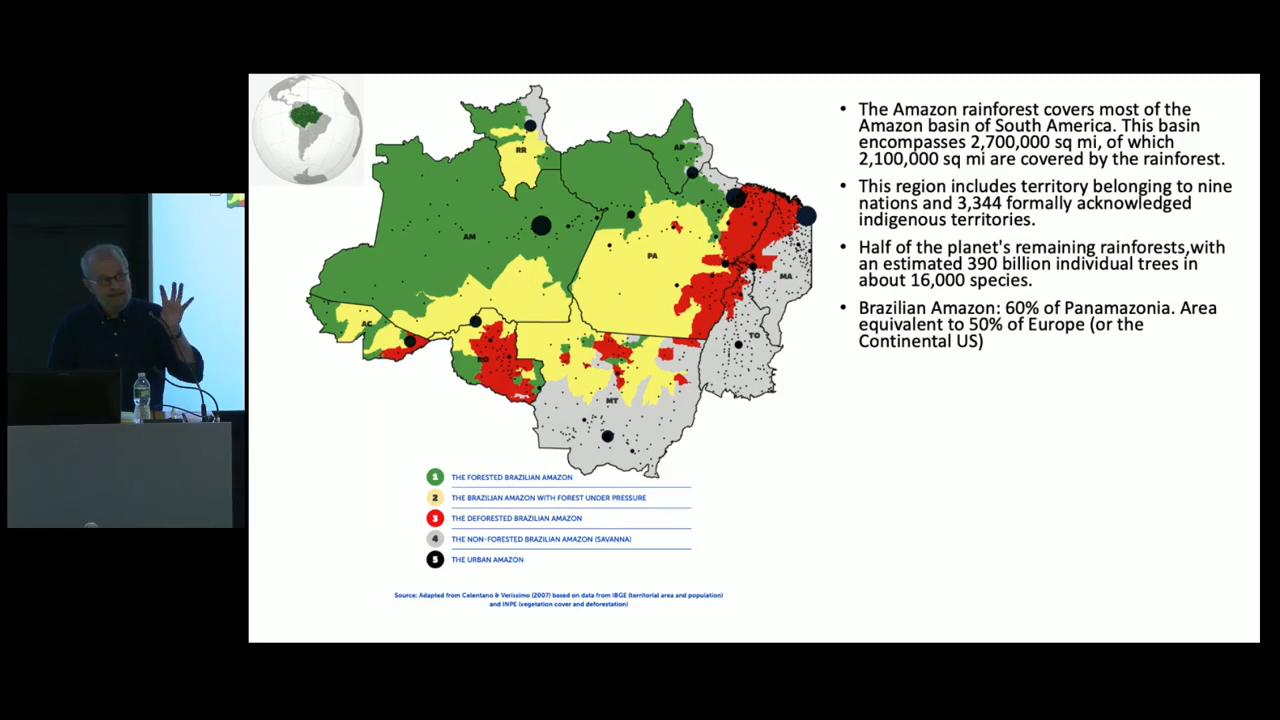 RR
AP
AM
PA
MA
AC
TO
RO
MT
1 THE FORESTED BRAZILIAN AMAZON
2 THE BRAZILIAN AMAZON WITH FOREST UNDER PRESSURE
3 THE DEFORESTED BRAZILIAN AMAZON
4 THE NON-FORESTED BRAZILIAN AMAZON (SAVANNA)
5 THE URBAN AMAZON
Source: Adapted from Celentano & Veríssimo (2007) based on data from IBGE (territorial area and population)
and INPE (vegetation cover and deforestation)
• The Amazon rainforest covers most of the
Amazon basin of South America. This basin
encompasses 2,700,000 sq mi, of which
2,100,000 sq mi are covered by the rainforest.
• This region includes territory belonging to nine
nations and 3,344 formally acknowledged
indigenous territories.
• Half of the planet's remaining rainforests,with
an estimated 390 billion individual trees in
about 16,000 species.
• Brazilian Amazon: 60% of Panamazonia. Area
equivalent to 50% of Europe (or the
Continental US)